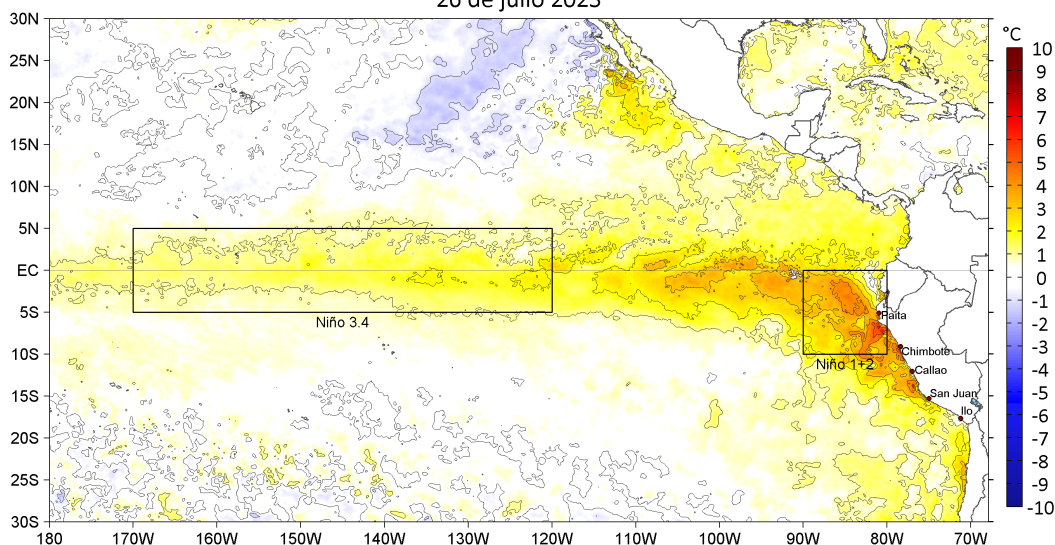 26 de julio 2023
30N
25N
20N
15N
10N
5N
EC
5S
10S
15S
20S
25S
30S
180
170W
160W
150W
140W
130W
120W
110W
100W
90W
80W
70W
Niño 3.4
Niño 1+2
Paita
Chimbote
Callao
San Juan
Ilo
°C
10
9
8
7
6
5
4
3
2
1
0
-1
-2
-3
-4
-5
-6
-7
-8
-9
-10